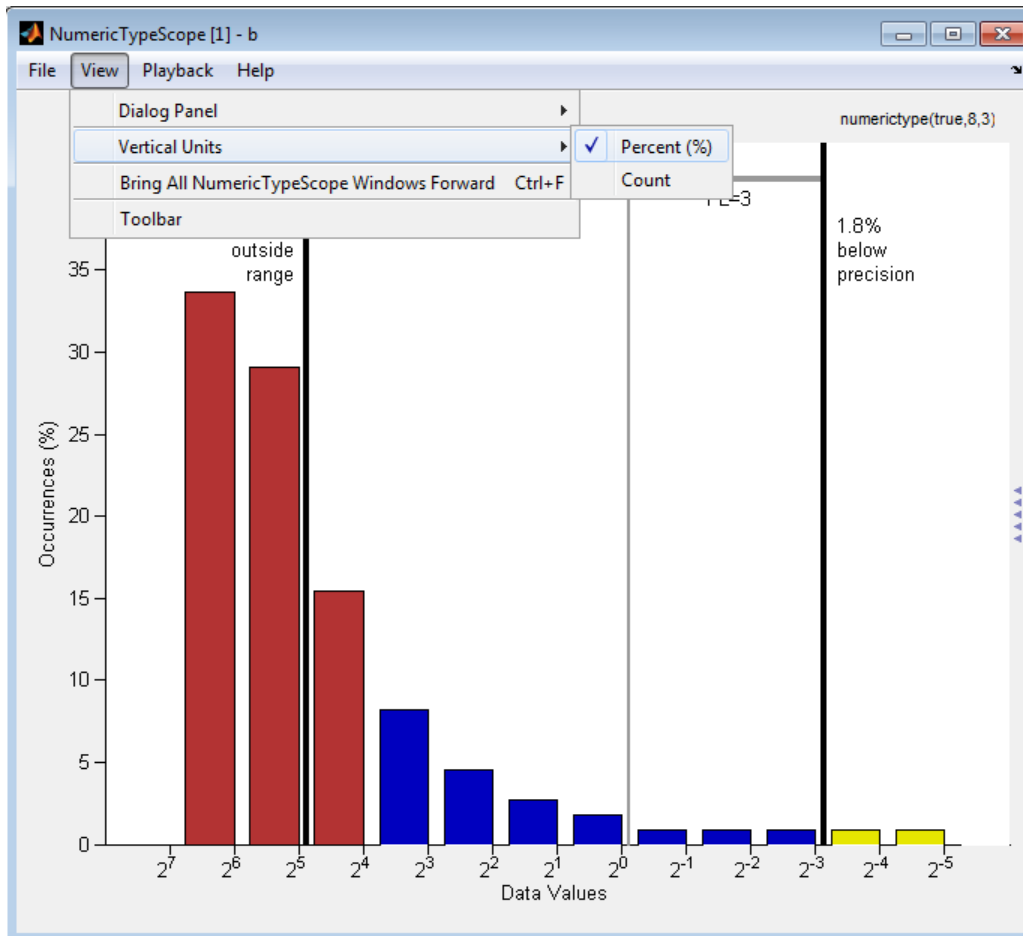 NumericTypeScope [1] - b
File View Playback Help
Dialog Panel
Vertical Units
Bring All NumericTypeScope Windows Forward Ctrl+F
Toolbar
Percent (%)
Count
numerictype(true,8,3)
outside
range
1.8%
below
precision
Occurrences (%)
35
30
25
20
15
10
5
0
2^7 2^6 2^5 2^4 2^3 2^2 2^1 2^0 2^-1 2^-2 2^-3 2^-4 2^-5
Data Values